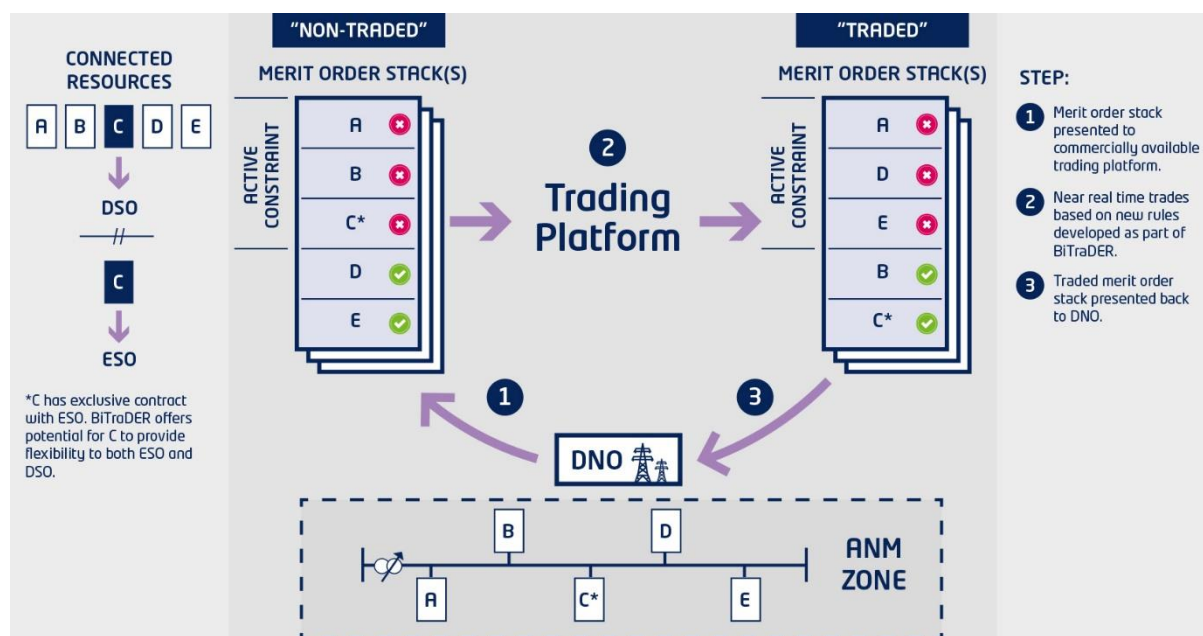 CONNECTED
RESOURCES
A B C D E
DSO
//
C
ESO
*C has exclusive contract
with ESO. BiTraDER offers
potential for C to provide
flexibility to both ESO and
DSO.
"NON-TRADED"
MERIT ORDER STACK(S)
ACTIVE
CONSTRAINT
A
B
C*
D
E
2
Trading
Platform
"TRADED"
MERIT ORDER STACK(S)
ACTIVE
CONSTRAINT
A
D
E
B
C*
1
3
DNO
B D
A C* E
ANM
ZONE
STEP:
1 Merit order stack
presented to
commercially available
trading platform.
2 Near real time trades
based on new rules
developed as part of
BiTraDER.
3 Traded merit order
stack presented back
to DNO.